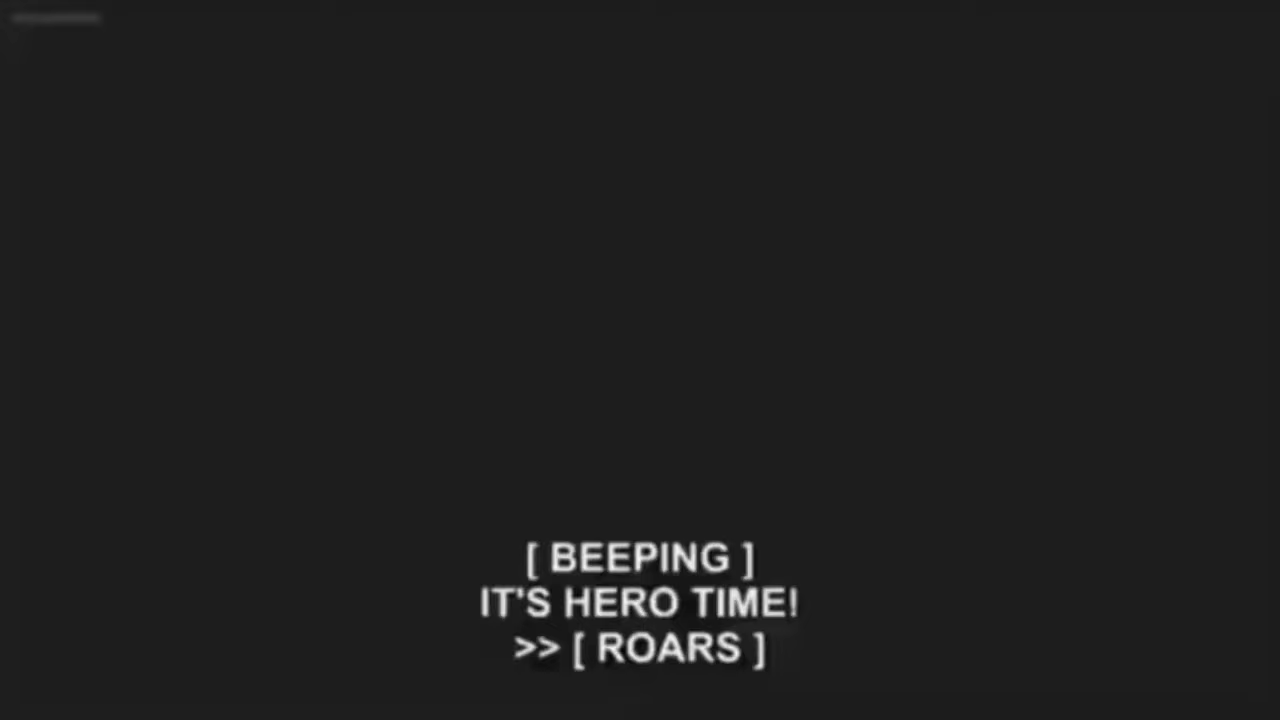 [ BEEPING ]
IT'S HERO TIME!
>> [ ROARS ]